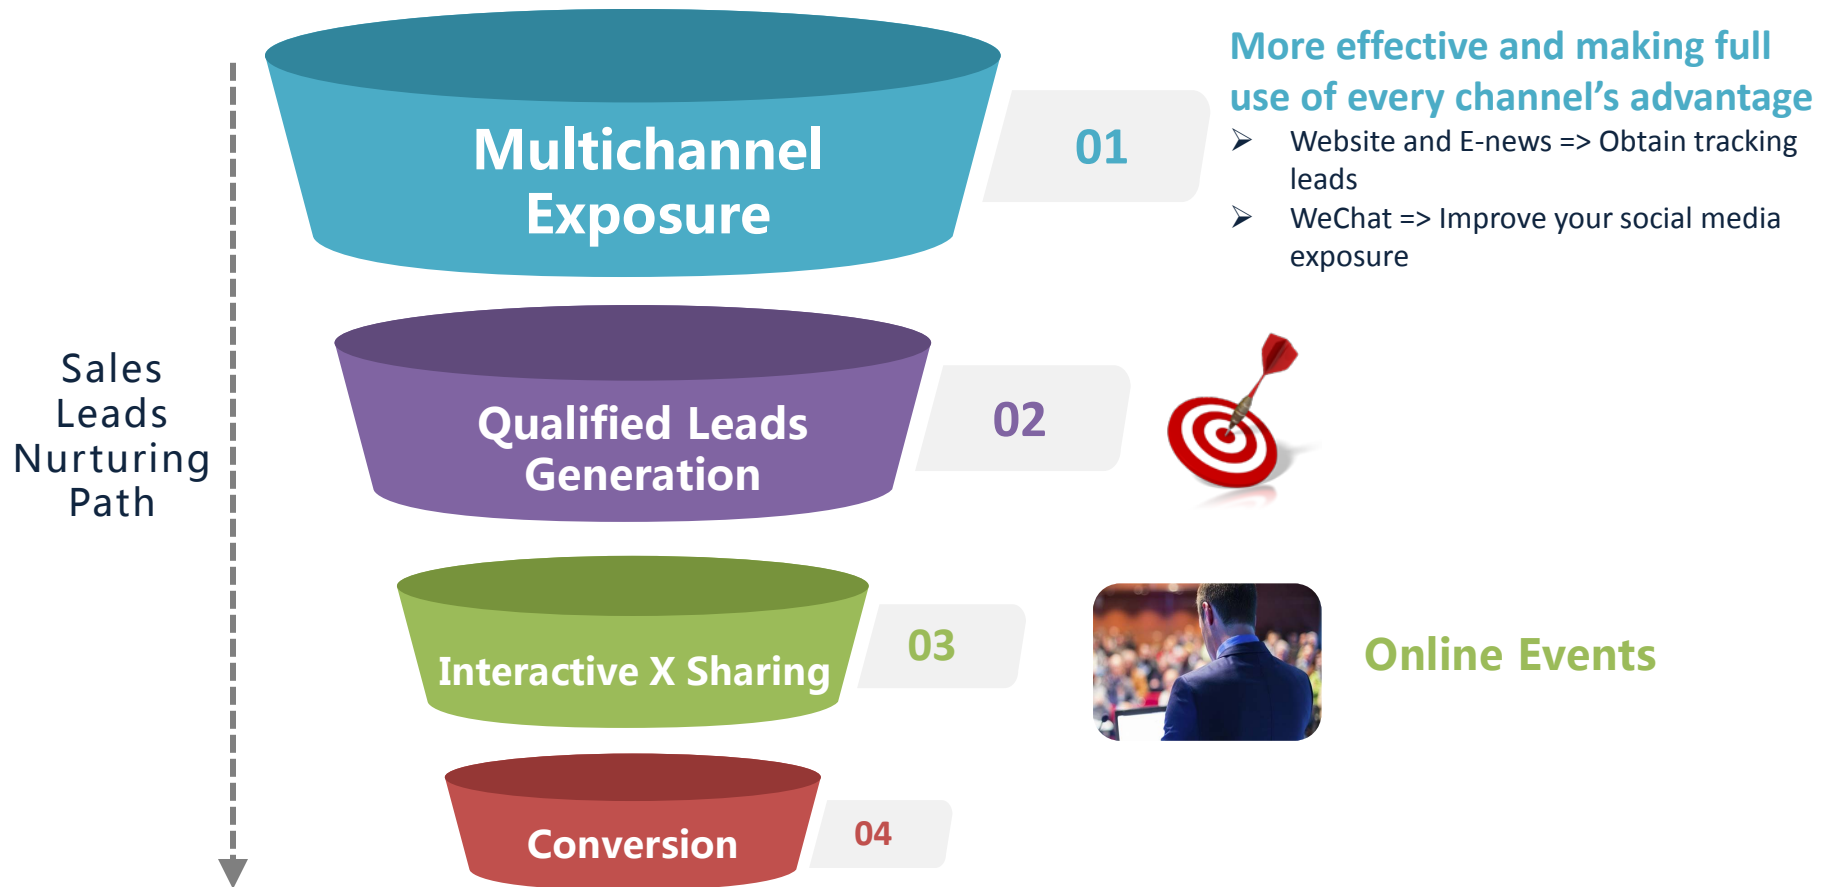 More effective and making full
use of every channel’s advantage
➢ Website and E-news => Obtain tracking
leads
➢ WeChat => Improve your social media
exposure
Multichannel
Exposure
01
Sales
Leads
Nurturing
Path
Qualified Leads
Generation
02
Interactive X Sharing
03
Online Events
Conversion
04